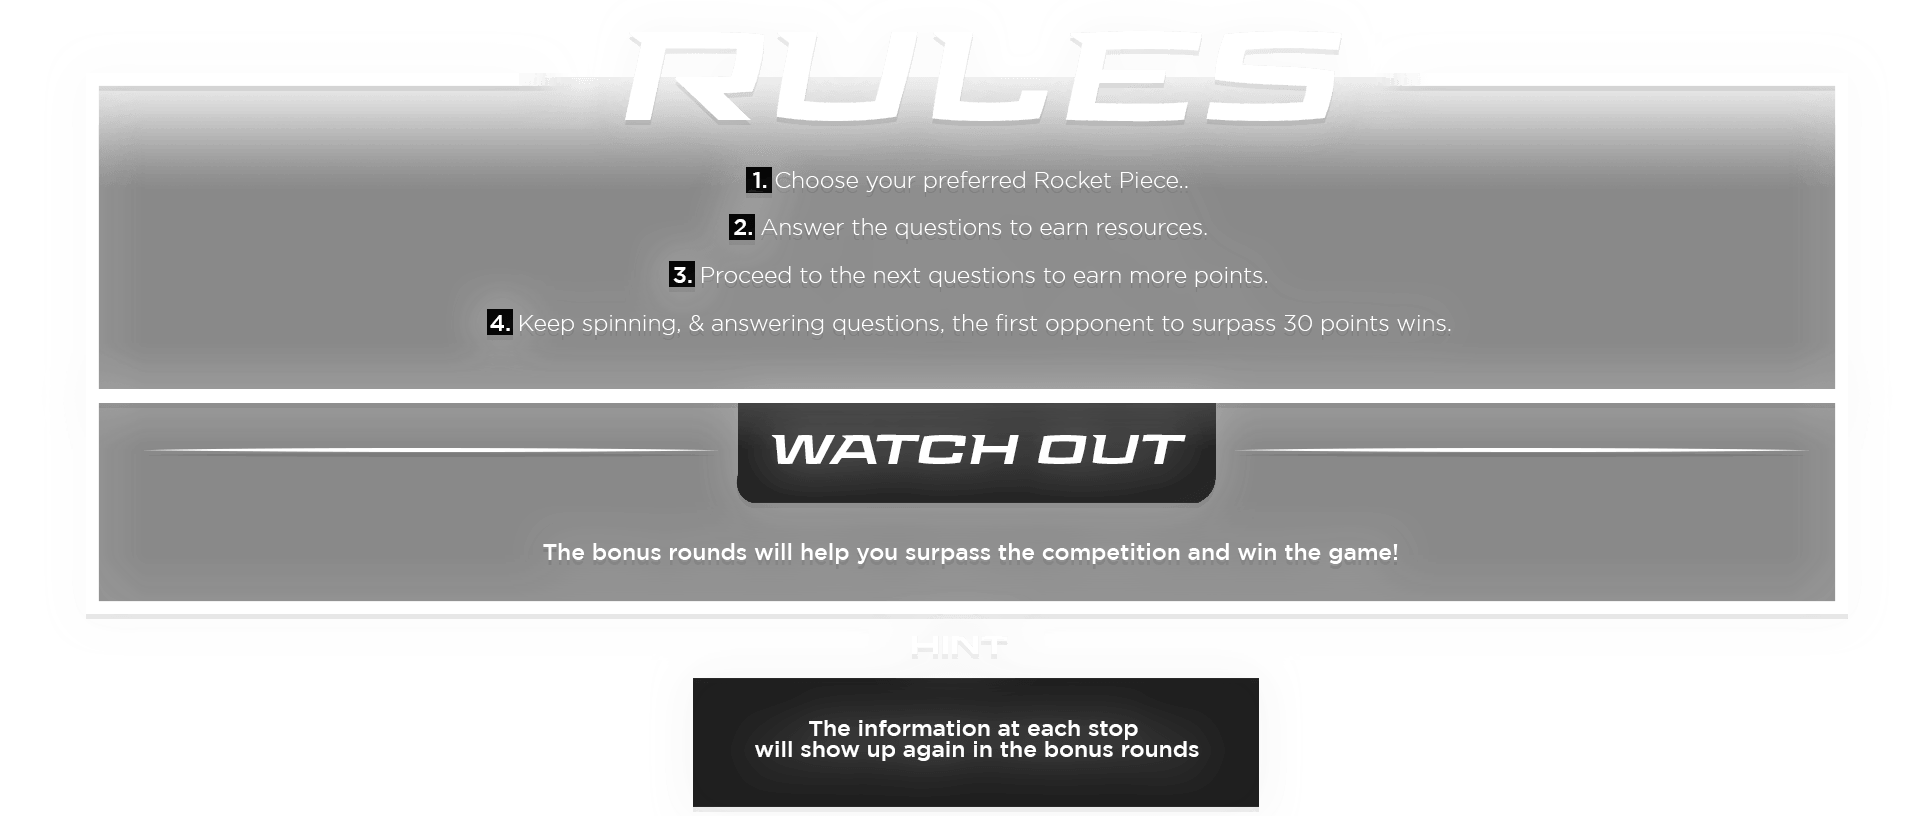 RULES
1. Choose your preferred Rocket Piece..
2. Answer the questions to earn resources.
3. Proceed to the next questions to earn more points.
4. Keep spinning, & answering questions, the first opponent to surpass 30 points wins.
WATCH OUT
The bonus rounds will help you surpass the competition and win the game!
HINT
The information at each stop
will show up again in the bonus rounds